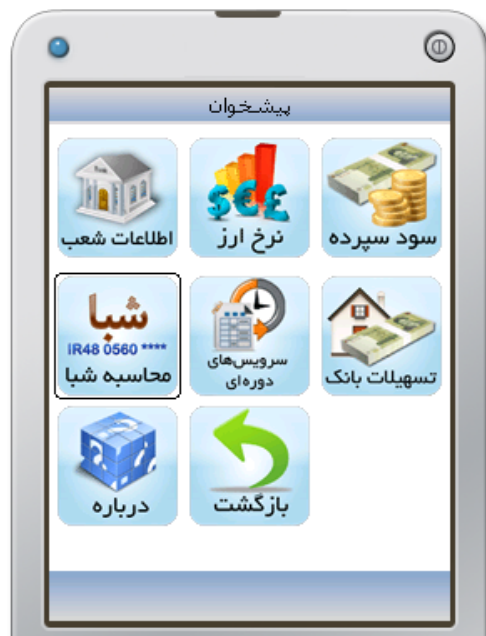 پیشخوان
سود سپرده
نرخ ارز
اطلاعات شعب
تسهیلات بانک
سرویس‌های
دوره‌ای
شبا
IR48 0560 ****
محاسبه شبا
بازگشت
درباره